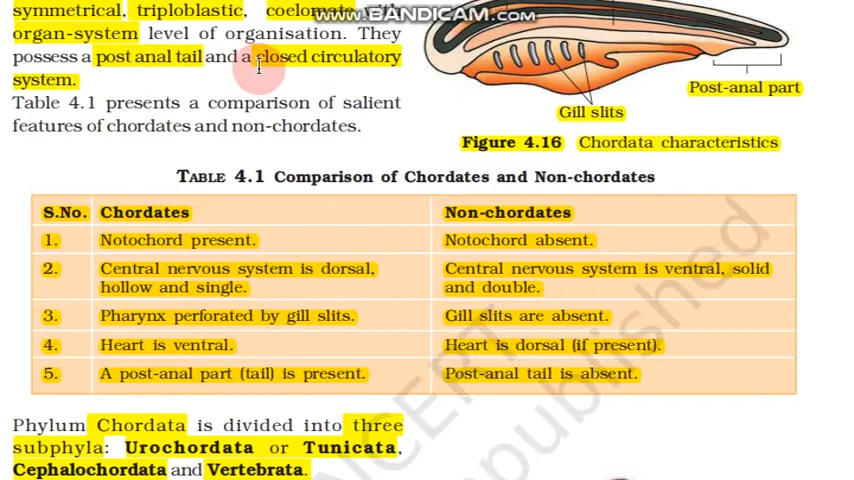 www.BANDICAM.com
symmetrical, triploblastic, coelomate with
organ-system level of organisation. They
possess a post anal tail and a closed circulatory
system.
Table 4.1 presents a comparison of salient
features of chordates and non-chordates.
Post-anal part
Gill slits
Figure 4.16 Chordata characteristics
TABLE 4.1 Comparison of Chordates and Non-chordates
S.No. Chordates Non-chordates
1. Notochord present. Notochord absent.
2. Central nervous system is dorsal, Central nervous system is ventral, solid
hollow and single. and double.
3. Pharynx perforated by gill slits. Gill slits are absent.
4. Heart is ventral. Heart is dorsal (if present).
5. A post-anal part (tail) is present. Post-anal tail is absent.
Phylum Chordata is divided into three
subphyla: Urochordata or Tunicata,
Cephalochordata and Vertebrata.
NCERT
published